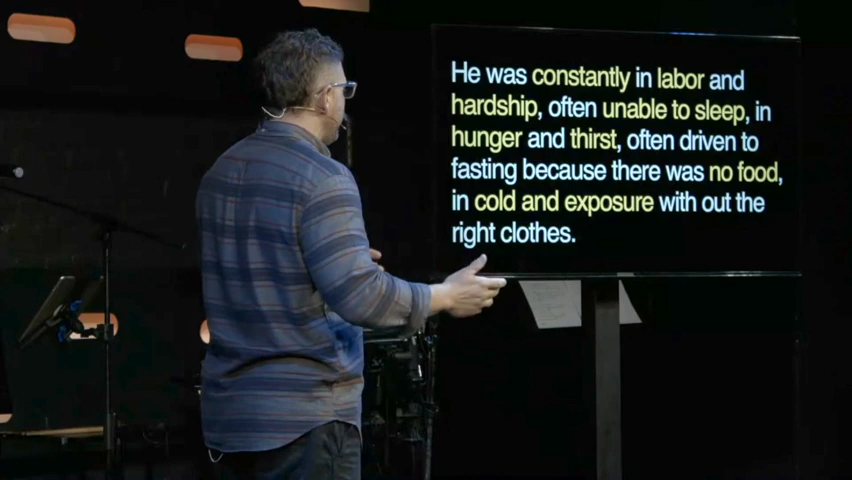 He was constantly in labor and
hardship, often unable to sleep, in
hunger and thirst, often driven to
fasting because there was no food,
in cold and exposure with out the
right clothes.